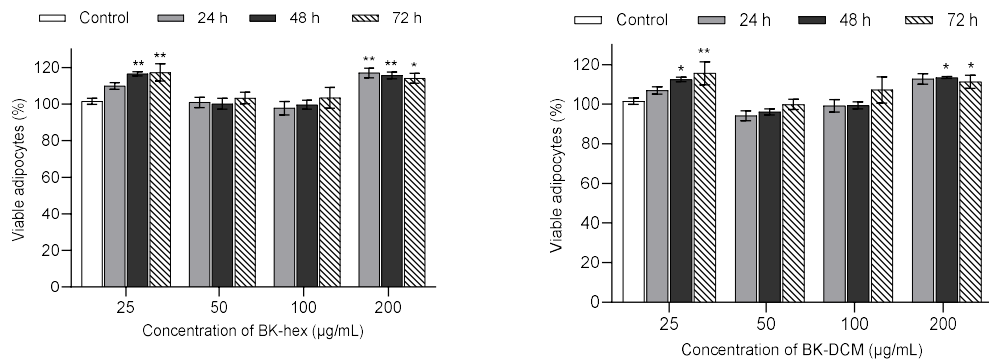 Control 24 h 48 h 72 h
Viable adipocytes (%)
120
100
80
60
40
20
0
** **
** ** *
25 50 100 200
Concentration of BK-hex (µg/mL)
Control 24 h 48 h 72 h
Viable adipocytes (%)
120
100
80
60
40
20
0
* **
* *
25 50 100 200
Concentration of BK-DCM (µg/mL)